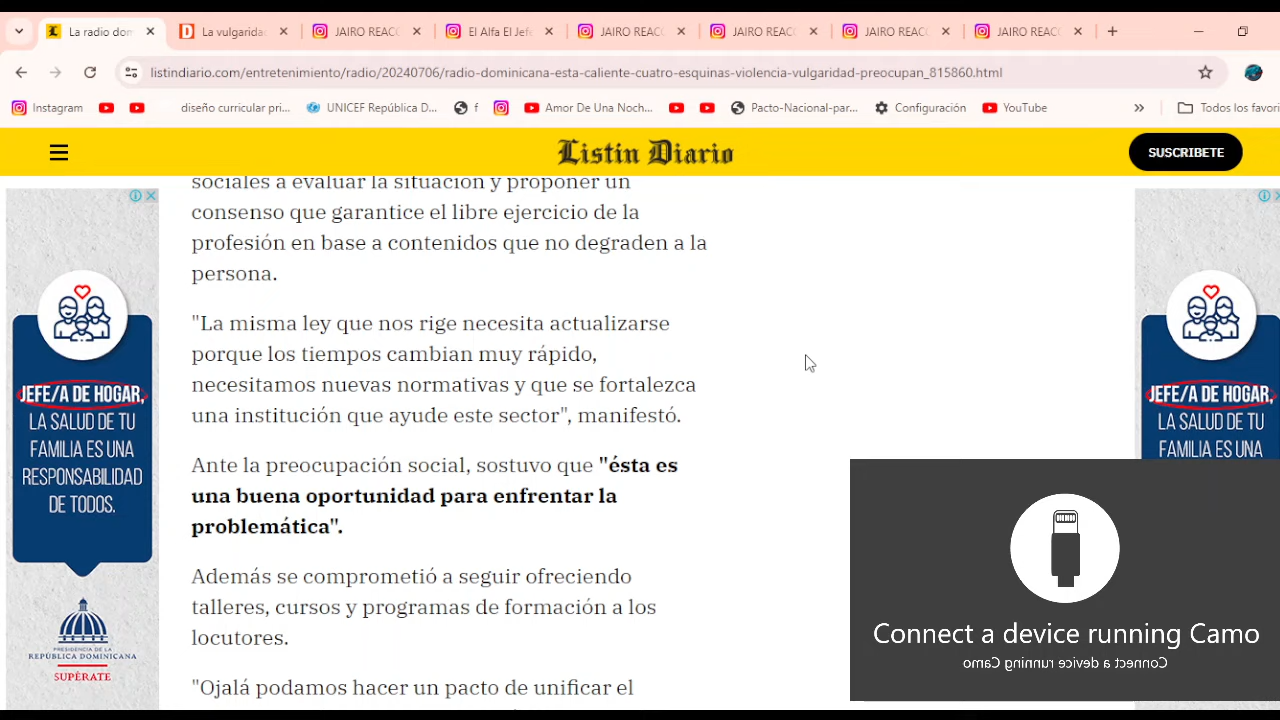 La radio dom
La vulgarida
JAIRO REACC
El Alfa El Jefe
JAIRO REACC
JAIRO REACC
JAIRO REACC
JAIRO REACC
listindiario.com/entretenimiento/radio/20240706/radio-dominicana-esta-caliente-cuatro-esquinas-violencia-vulgaridad-preocupan_815860.html
Instagram
diseño curricular pri...
UNICEF República D...
f
Amor De Una Noch...
Pacto-Nacional-par...
Configuración
YouTube
»
Todos los favori
Listin Diario
SUSCRIBETE
sociales a evaluar la situación y proponer un
consenso que garantice el libre ejercicio de la
profesión en base a contenidos que no degraden a la
persona.
"La misma ley que nos rige necesita actualizarse
porque los tiempos cambian muy rápido,
necesitamos nuevas normativas y que se fortalezca
una institución que ayude este sector", manifestó.
Ante la preocupación social, sostuvo que "ésta es
una buena oportunidad para enfrentar la
problemática".
Además se comprometió a seguir ofreciendo
talleres, cursos y programas de formación a los
locutores.
"Ojalá podamos hacer un pacto de unificar el
JEFE/A DE HOGAR,
LA SALUD DE TU
FAMILIA ES UNA
RESPONSABILIDAD
DE TODOS.
PRESIDENCIA DE LA
REPÚBLICA DOMINICANA
SUPÉRATE
JEFE/A DE HOGAR,
LA SALUD DE TU
FAMILIA ES UNA
Connect a device running Camo
Connect a device running Camo